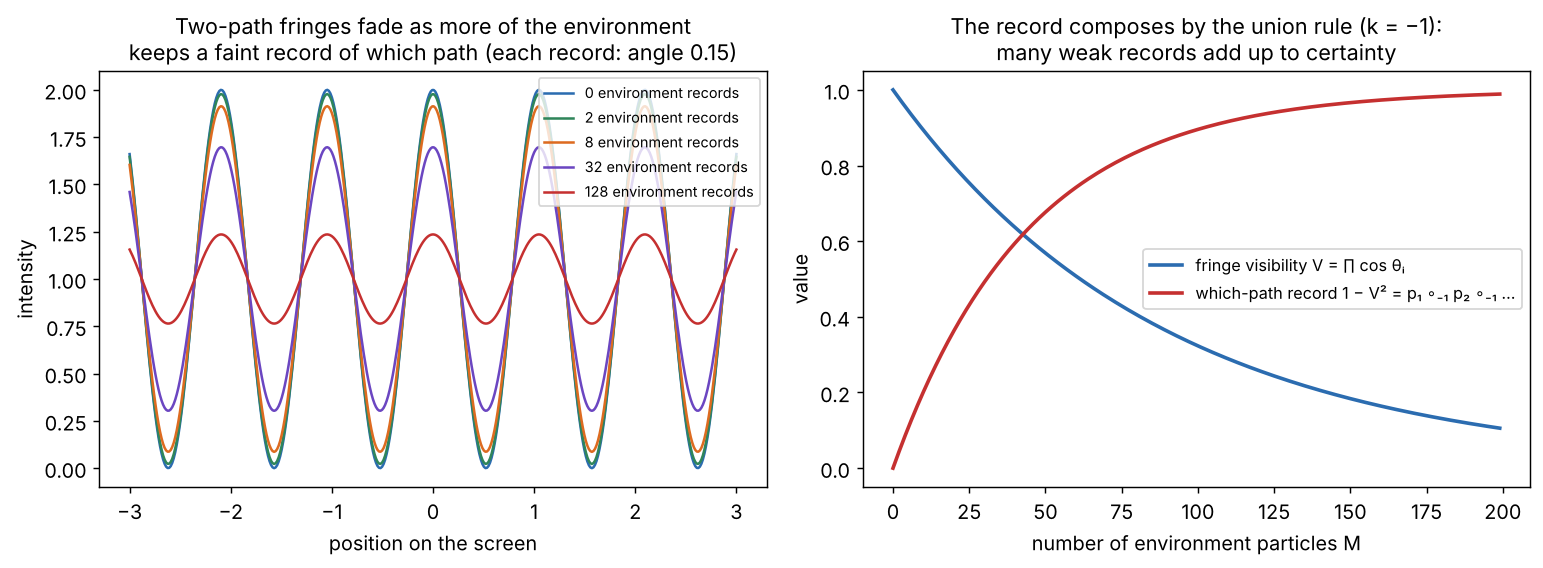 Two-path fringes fade as more of the environment
keeps a faint record of which path (each record: angle 0.15)
intensity
2.00
1.75
1.50
1.25
1.00
0.75
0.50
0.25
0.00
0 environment records
2 environment records
8 environment records
32 environment records
128 environment records
−3
−2
−1
0
1
2
3
position on the screen
The record composes by the union rule (k = −1):
many weak records add up to certainty
value
1.0
0.8
0.6
0.4
0.2
0.0
fringe visibility V = ∏ cos θᵢ
which-path record 1 − V² = p₁ ∘₋₁ p₂ ∘₋₁ …
0
25
50
75
100
125
150
175
200
number of environment particles M